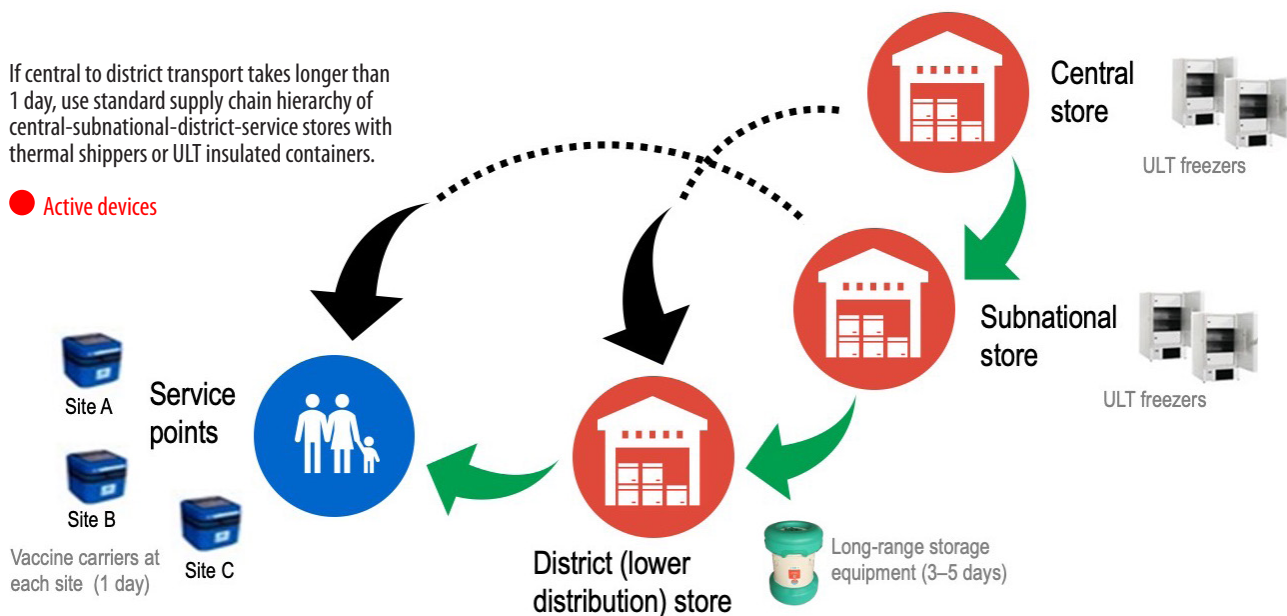 If central to district transport takes longer than
1 day, use standard supply chain hierarchy of
central-subnational-district-service stores with
thermal shippers or ULT insulated containers.
Active devices
Central
store
ULT freezers
Subnational
store
ULT freezers
Site A
Service
points
Site B
Site C
Vaccine carriers at
each site (1 day)
District (lower
distribution) store
Long-range storage
equipment (3–5 days)